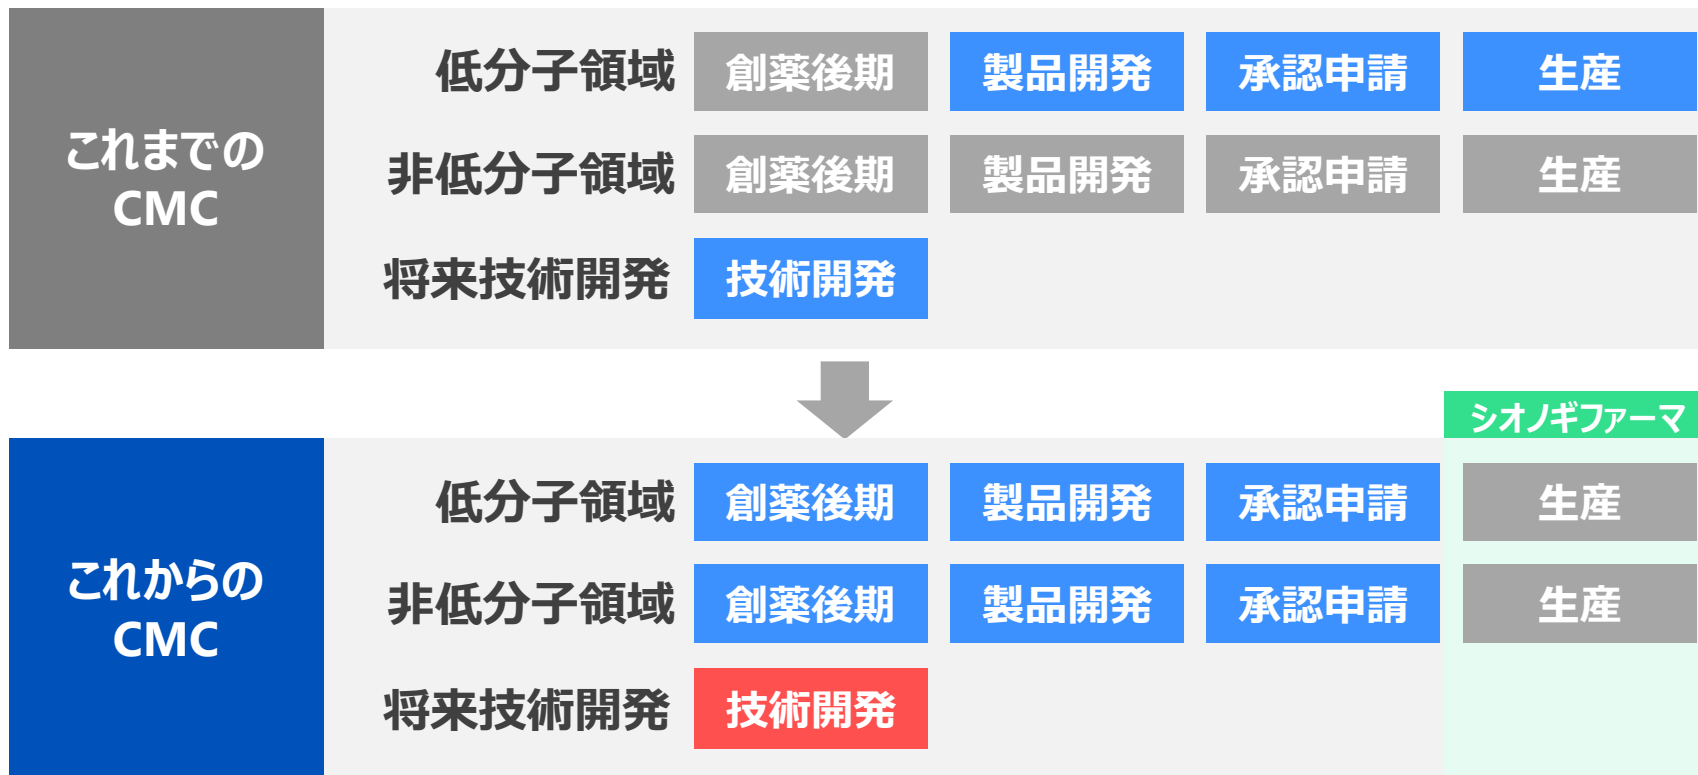 これまでの
CMC
低分子領域 創薬後期 製品開発 承認申請 生産
非低分子領域 創薬後期 製品開発 承認申請 生産
将来技術開発 技術開発
シオノギファーマ
これからの
CMC
低分子領域 創薬後期 製品開発 承認申請 生産
非低分子領域 創薬後期 製品開発 承認申請 生産
将来技術開発 技術開発